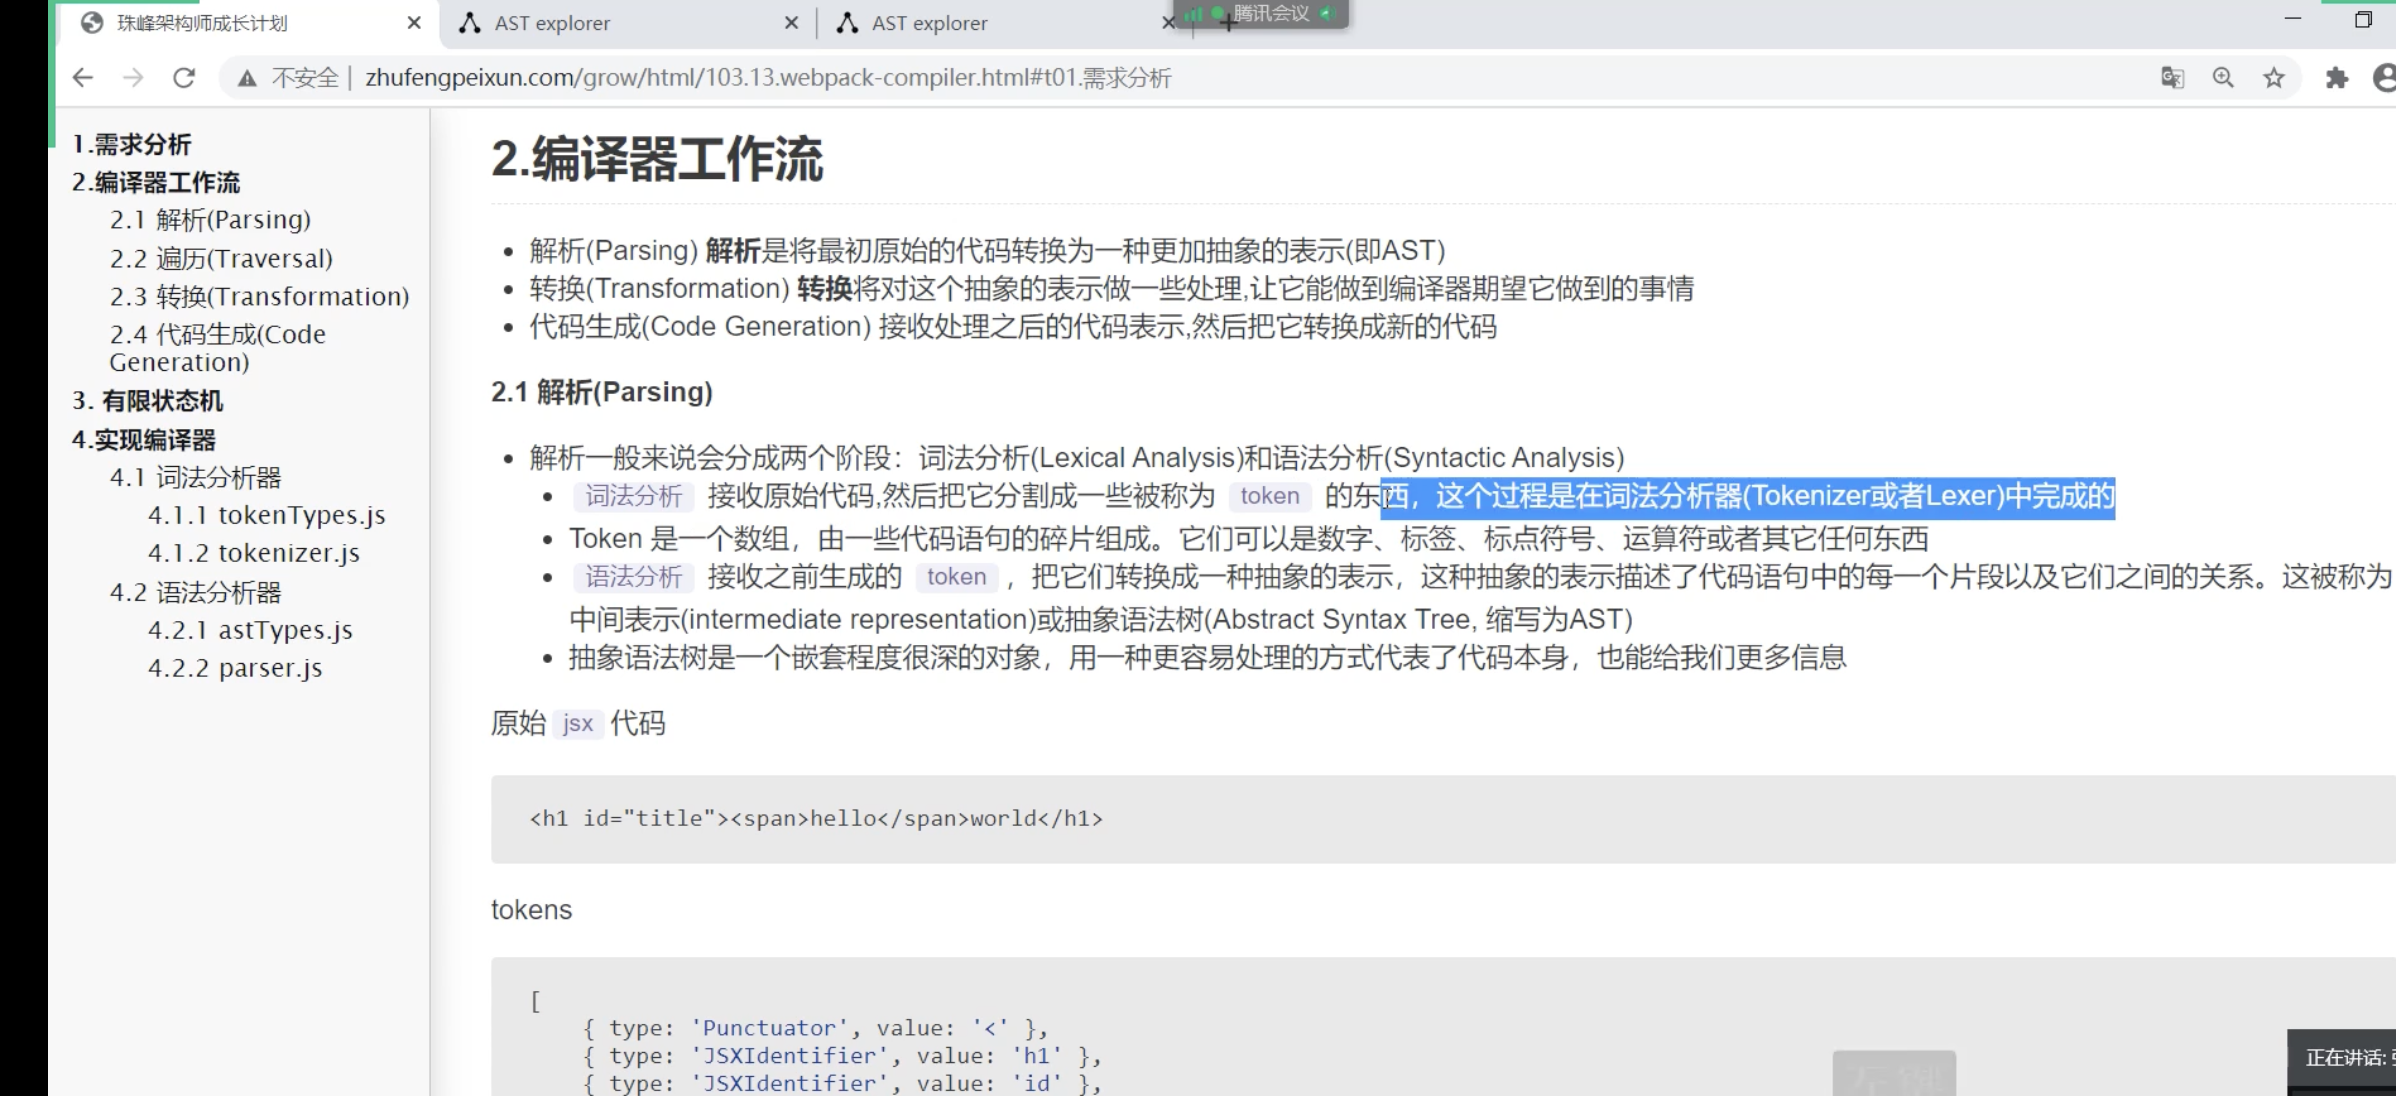 珠峰架构师成长计划
AST explorer
AST explorer
腾讯会议
不安全 | zhufengpeixun.com/grow/html/103.13.webpack-compiler.html#t01.需求分析
1.需求分析
2.编译器工作流
2.1 解析(Parsing)
2.2 遍历(Traversal)
2.3 转换(Transformation)
2.4 代码生成(Code
Generation)
3. 有限状态机
4.实现编译器
4.1 词法分析器
4.1.1 tokenTypes.js
4.1.2 tokenizer.js
4.2 语法分析器
4.2.1 astTypes.js
4.2.2 parser.js
2.编译器工作流
解析(Parsing) 解析是将最初原始的代码转换为一种更加抽象的表示(即AST)
转换(Transformation) 转换将对这个抽象的表示做一些处理,让它能做到编译器期望它做到的事情
代码生成(Code Generation) 接收处理之后的代码表示,然后把它转换成新的代码
2.1 解析(Parsing)
解析一般来说会分成两个阶段：词法分析(Lexical Analysis)和语法分析(Syntactic Analysis)
词法分析 接收原始代码,然后把它分割成一些被称为 token 的东西，这个过程是在词法分析器(Tokenizer或者Lexer)中完成的
Token 是一个数组，由一些代码语句的碎片组成。它们可以是数字、标签、标点符号、运算符或者其它任何东西
语法分析 接收之前生成的 token ，把它们转换成一种抽象的表示，这种抽象的表示描述了代码语句中的每一个片段以及它们之间的关系。这被称为
中间表示(intermediate representation)或抽象语法树(Abstract Syntax Tree, 缩写为AST)
抽象语法树是一个嵌套程度很深的对象，用一种更容易处理的方式代表了代码本身，也能给我们更多信息
原始 jsx 代码
<h1 id="title"><span>hello</span>world</h1>
tokens
[
{ type: 'Punctuator', value: '<' },
{ type: 'JSXIdentifier', value: 'h1' },
{ type: 'JSXIdentifier', value: 'id' },
正在讲话: